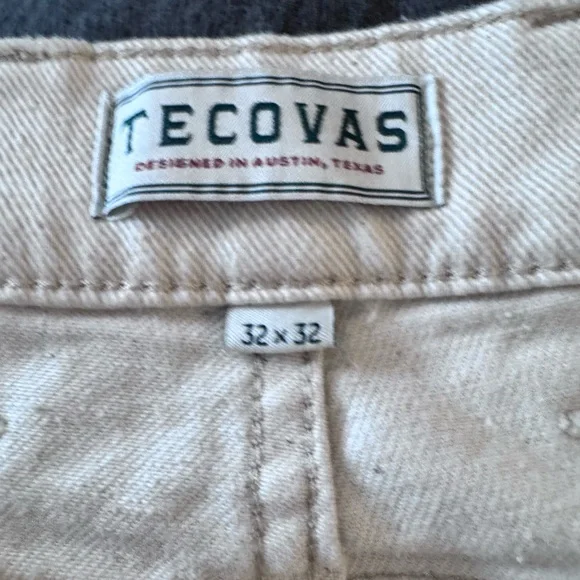 TECOVAS
DESIGNED IN AUSTIN, TEXAS
32 x 32